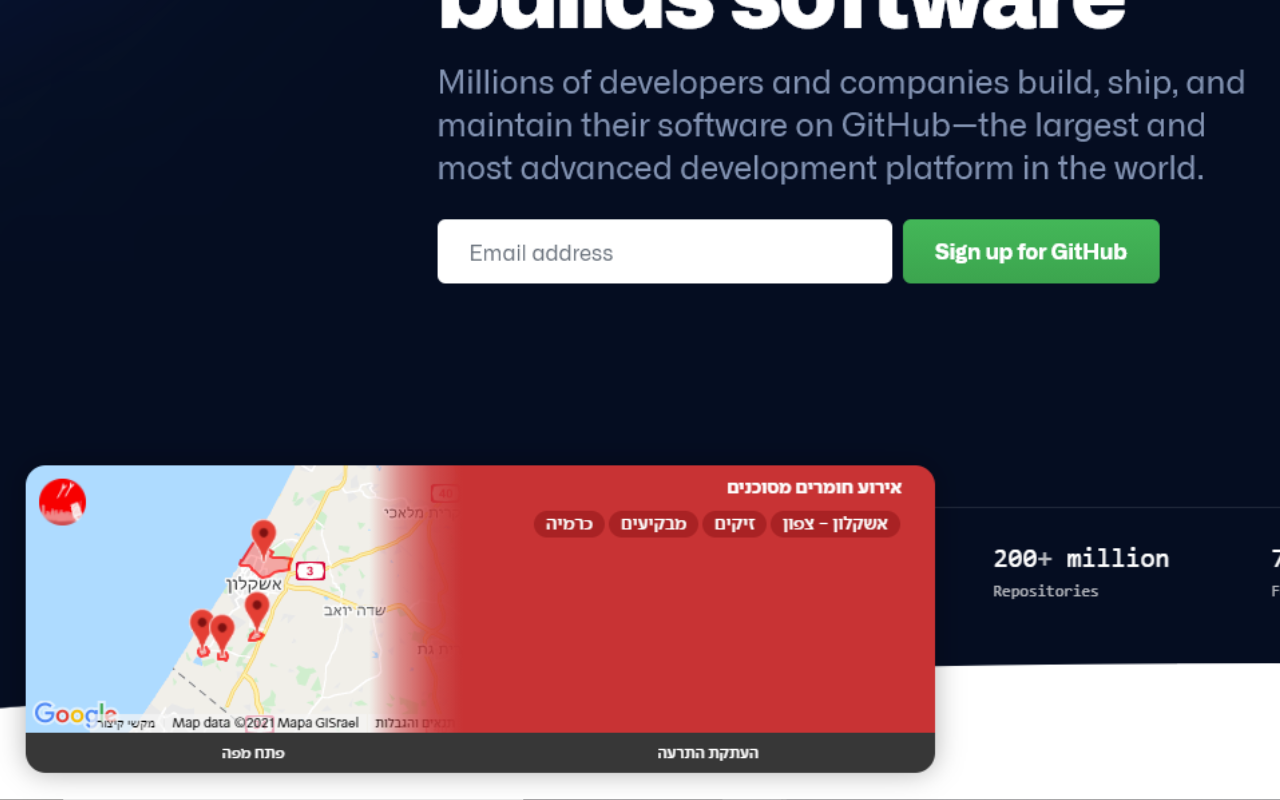 builds software
Millions of developers and companies build, ship, and
maintain their software on GitHub—the largest and
most advanced development platform in the world.
Email address
Sign up for GitHub
אירוע חומרים מסוכנים
אשקלון - צפון
זיקים
מבקיעים
כרמיה
40
קרית מלאכי
3
אשקלון
שדה יואב
Google
מקשי קיצור
Map data ©2021 Mapa GISrael
תנאים והגבלות
פתח מפה
העתקת התרעה
200+ million
Repositories